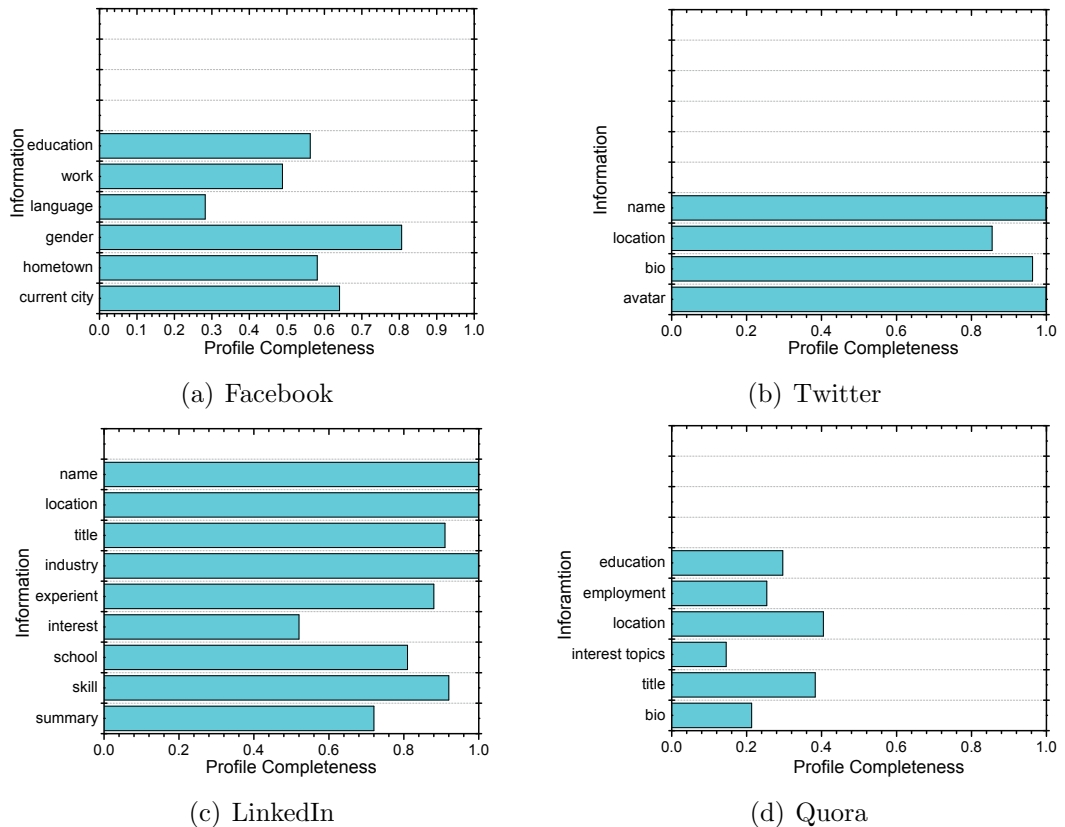 Information
education
work
language
gender
hometown
current city
0.0 0.1 0.2 0.3 0.4 0.5 0.6 0.7 0.8 0.9 1.0
Profile Completeness
(a) Facebook
Information
name
location
bio
avatar
0.0 0.2 0.4 0.6 0.8 1.0
Profile Completeness
(b) Twitter
Information
name
location
title
industry
experient
interest
school
skill
summary
0.0 0.2 0.4 0.6 0.8 1.0
Profile Completeness
(c) LinkedIn
Inforamtion
education
employment
location
interest topics
title
bio
0.0 0.2 0.4 0.6 0.8 1.0
Profile Completeness
(d) Quora